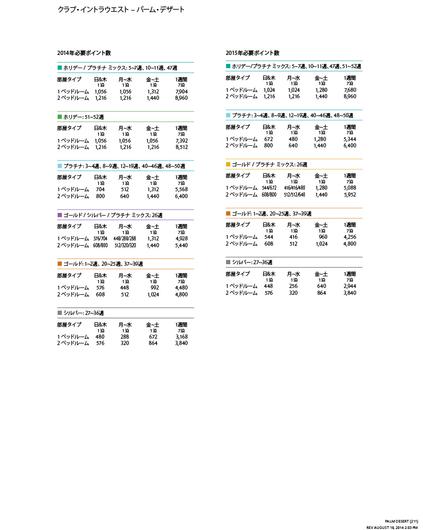 クラブ・イントラウエスト – パーム・デザート
2014年必要ポイント数
ホリデー/プラチナ ミックス: 5~7週, 10~11週, 47週
部屋タイプ 日&木 月~水 金~土 1週間
1泊 1泊 1泊 7泊
1 ベッドルーム 1,056 1,056 1,312 7,904
2 ベッドルーム 1,216 1,216 1,440 8,960
ホリデー: 51~52週
部屋タイプ 日&木 月~水 金~土 1週間
1泊 1泊 1泊 7泊
1 ベッドルーム 1,056 1,056 1,056 7,392
2 ベッドルーム 1,216 1,216 1,216 8,512
プラチナ: 3~4週, 8~9週, 12~19週, 40~46週, 48~50週
部屋タイプ 日&木 月~水 金~土 1週間
1泊 1泊 1泊 7泊
1 ベッドルーム 704 512 1,312 5,568
2 ベッドルーム 800 640 1,440 6,400
ゴールド/シルバー/プラチナ ミックス: 26週
部屋タイプ 日&木 月~水 金~土 1週間
1泊 1泊 1泊 7泊
1 ベッドルーム 576/704 448/288/288 1,312 4,928
2 ベッドルーム 608/800 512/320/320 1,440 5,440
ゴールド: 1~2週, 20~25週, 37~39週
部屋タイプ 日&木 月~水 金~土 1週間
1泊 1泊 1泊 7泊
1 ベッドルーム 576 448 992 4,480
2 ベッドルーム 608 512 1,024 4,800
シルバー: 27~36週
部屋タイプ 日&木 月~水 金~土 1週間
1泊 1泊 1泊 7泊
1 ベッドルーム 480 288 672 3,168
2 ベッドルーム 576 320 864 3,840
2015年必要ポイント数
ホリデー/プラチナ ミックス: 5~7週, 10~11週, 47週, 51~52週
部屋タイプ 日&木 月~水 金~土 1週間
1泊 1泊 1泊 7泊
1 ベッドルーム 1,024 1,024 1,280 7,680
2 ベッドルーム 1,216 1,216 1,440 8,960
プラチナ: 3~4週, 8~9週, 12~19週, 40~46週, 48~50週
部屋タイプ 日&木 月~水 金~土 1週間
1泊 1泊 1泊 7泊
1 ベッドルーム 672 480 1,280 5,344
2 ベッドルーム 800 640 1,440 6,400
ゴールド/プラチナ ミックス: 26週
部屋タイプ 日&木 月~水 金~土 1週間
1泊 1泊 1泊 7泊
1 ベッドルーム 544/672 416/416/480 1,280 5,088
2 ベッドルーム 608/800 512/512/640 1,440 5,952
ゴールド: 1~2週, 20~25週, 37~39週
部屋タイプ 日&木 月~水 金~土 1週間
1泊 1泊 1泊 7泊
1 ベッドルーム 544 416 960 4,256
2 ベッドルーム 608 512 1,024 4,800
シルバー: 27~36週
部屋タイプ 日&木 月~水 金~土 1週間
1泊 1泊 1泊 7泊
1 ベッドルーム 448 256 640 2,944
2 ベッドルーム 576 320 864 3,840
PALM DESERT (211)
REV AUGUST 18, 2014 2:53 PM